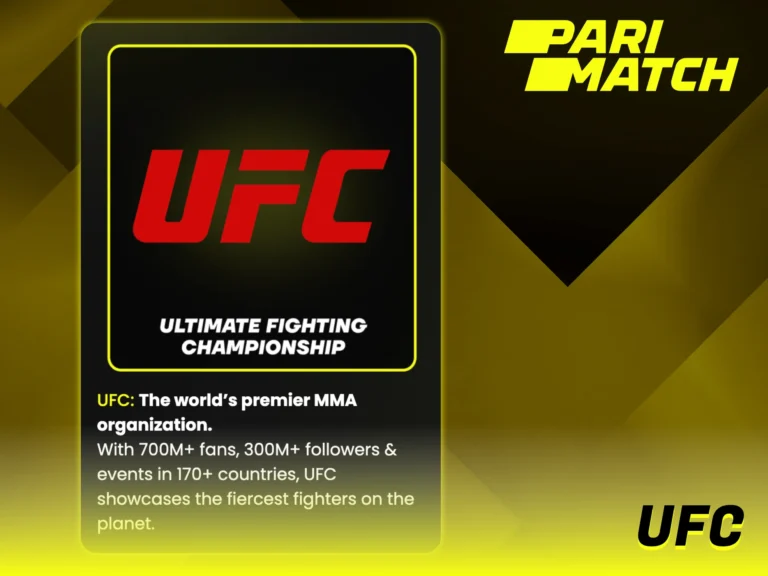 PARI
MATCH
UFC
ULTIMATE FIGHTING
CHAMPIONSHIP
UFC: The world’s premier MMA
organization.
With 700M+ fans, 300M+ followers &
events in 170+ countries, UFC
showcases the fiercest fighters on the
planet.
UFC